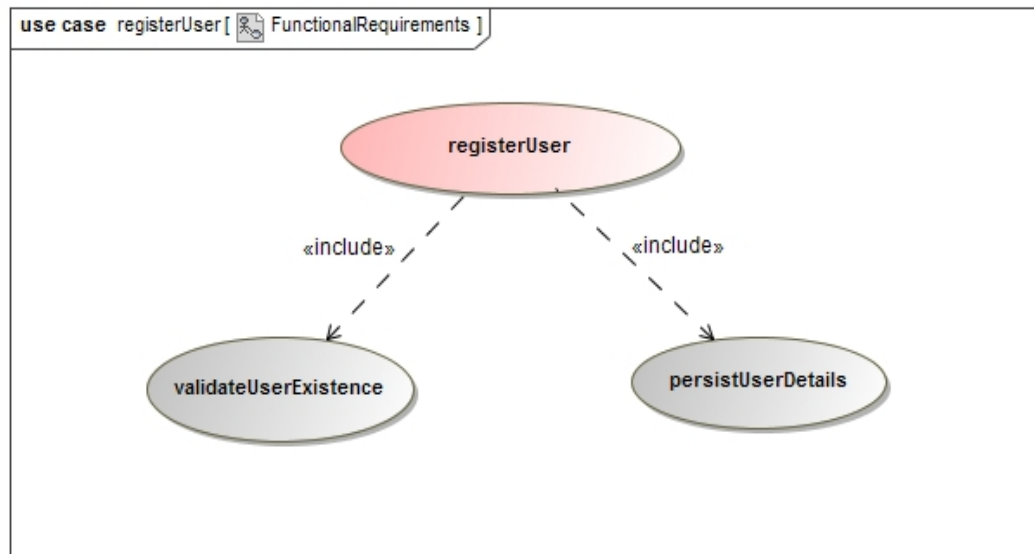 use case registerUser [ FunctionalRequirements ]
registerUser
«include» «include»
validateUserExistence persistUserDetails